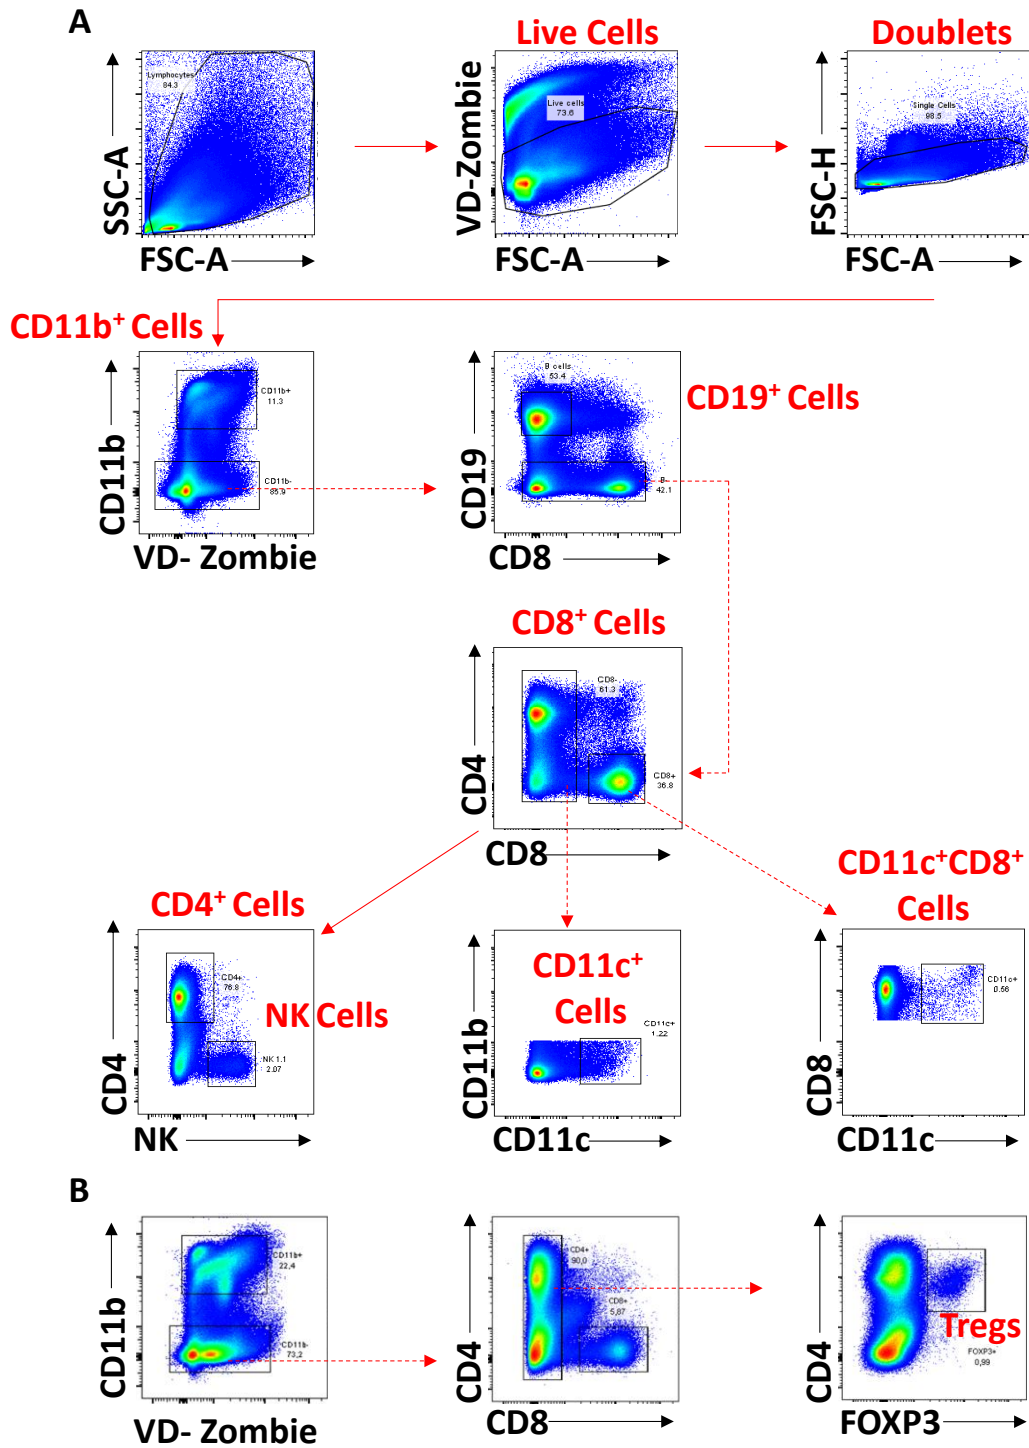 A
Live Cells
Doublets
Lymphocytes
84.3
SSC-A
FSC-A
Live cells
73.6
VD-Zombie
FSC-A
Single Cells
98.5
FSC-H
FSC-A
CD11b+ Cells
CD11b+
11.3
CD11b-
85.9
CD11b
VD- Zombie
B cells
53.4
B-
42.1
CD19
CD8
CD19+ Cells
CD8+ Cells
CD8-
61.3
CD8+
36.8
CD4
CD8
CD4+ Cells
CD4+
76.8
NK Cells
NK 1.1
2.07
CD4
NK
CD11c+
Cells
CD11c+
1.22
CD11b
CD11c
CD11c+CD8+
Cells
CD11c+
0.56
CD8
CD11c
B
CD11b+
22,4
CD11b-
73,2
CD11b
VD- Zombie
CD4+
90,0
CD8+
5,87
CD4
CD8
Tregs
FOXP3+
0,99
CD4
FOXP3